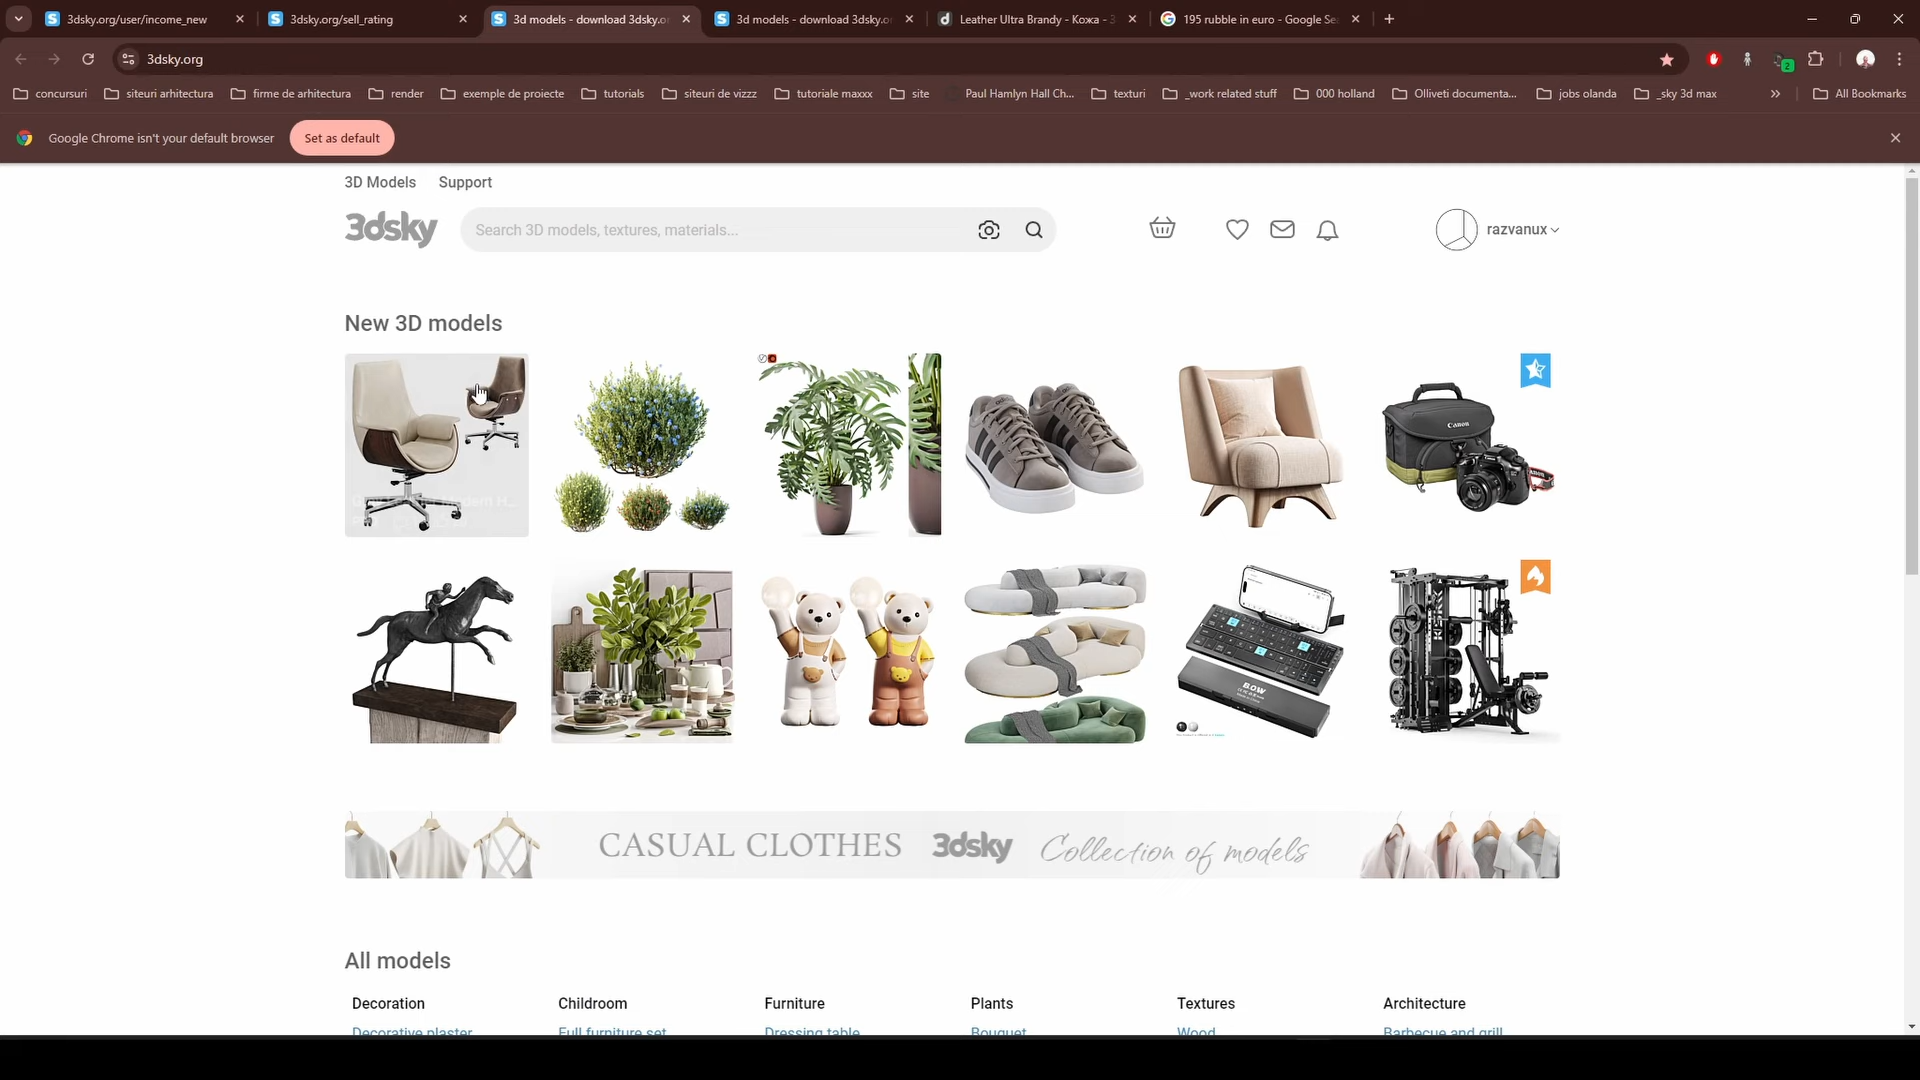 3dsky.org/user/income_new
3dsky.org/sell_rating
3d models - download 3dsky.o
3d models - download 3dsky.or
Leather Ultra Brandy - Кожа - 3
195 rubble in euro - Google Se
3dsky.org
2
concursuri
siteuri arhitectura
firme de arhitectura
render
exemple de proiecte
tutorials
siteuri de vizzz
tutoriale maxxx
site
Paul Hamlyn Hall Ch...
texturi
_work related stuff
000 holland
Olliveti documenta...
jobs olanda
_sky 3d max
All Bookmarks
Google Chrome isn't your default browser
Set as default
3D Models
Support
3dsky
Search 3D models, textures, materials...
razvanux
New 3D models
Canon
BOW
CASUAL CLOTHES 3dsky Collection of models
All models
Decoration
Childroom
Furniture
Plants
Textures
Architecture
Decorative plaster
Full furniture set
Dressing table
Bouquet
Wood
Barbecue and grill